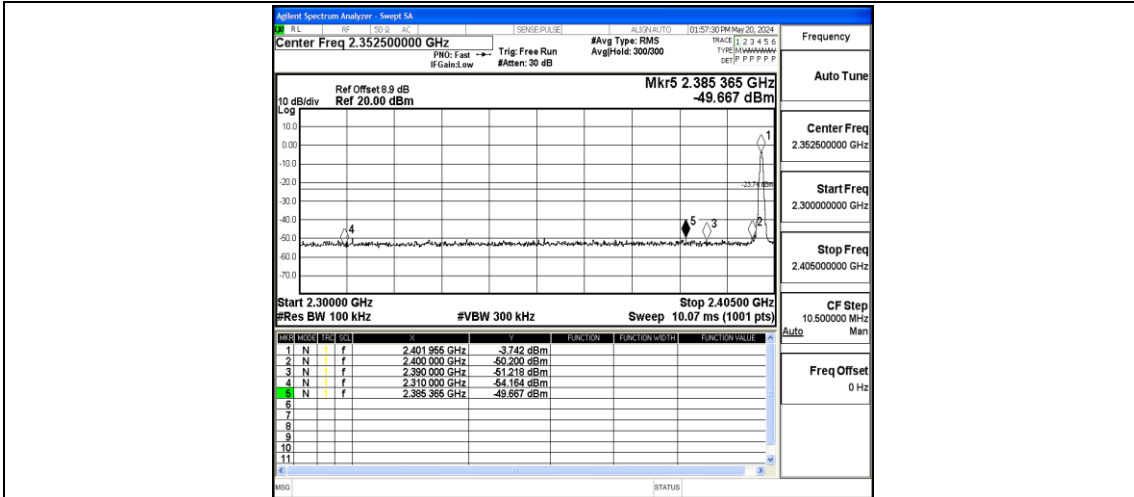 Agilent Spectrum Analyzer - Swept SA
RL RF 50 Ω AC SENSE:PULSE ALIGN AUTO 01:57:30 PM May 20, 2024
Center Freq 2.352500000 GHz #Avg Type: RMS TRACE 1 2 3 4 5 6
PNO: Fast Trig: Free Run Avg|Hold: 300/300 TYPE M
IFGain:Low #Atten: 30 dB DET P P P P P P
Frequency
Auto Tune
Center Freq
2.352500000 GHz
Start Freq
2.300000000 GHz
Stop Freq
2.405000000 GHz
CF Step
10.500000 MHz
Auto Man
Freq Offset
0 Hz
Mkr5 2.385 365 GHz
-49.667 dBm
Ref Offset 8.9 dB
10 dB/div Ref 20.00 dBm
Log
10.0
0.00
-10.0
-20.0
-30.0
-40.0
-50.0
-60.0
-70.0
1
-23.74 dBm
2
3
4
5
Start 2.30000 GHz Stop 2.40500 GHz
#Res BW 100 kHz #VBW 300 kHz Sweep 10.07 ms (1001 pts)
MKR MODE TRC SCL X Y FUNCTION FUNCTION WIDTH FUNCTION VALUE
1 N 1 f 2.401 955 GHz -3.742 dBm
2 N 1 f 2.400 000 GHz -50.200 dBm
3 N 1 f 2.390 000 GHz -51.218 dBm
4 N 1 f 2.310 000 GHz -54.164 dBm
5 N 1 f 2.385 365 GHz -49.667 dBm
6
7
8
9
10
11
MSG STATUS